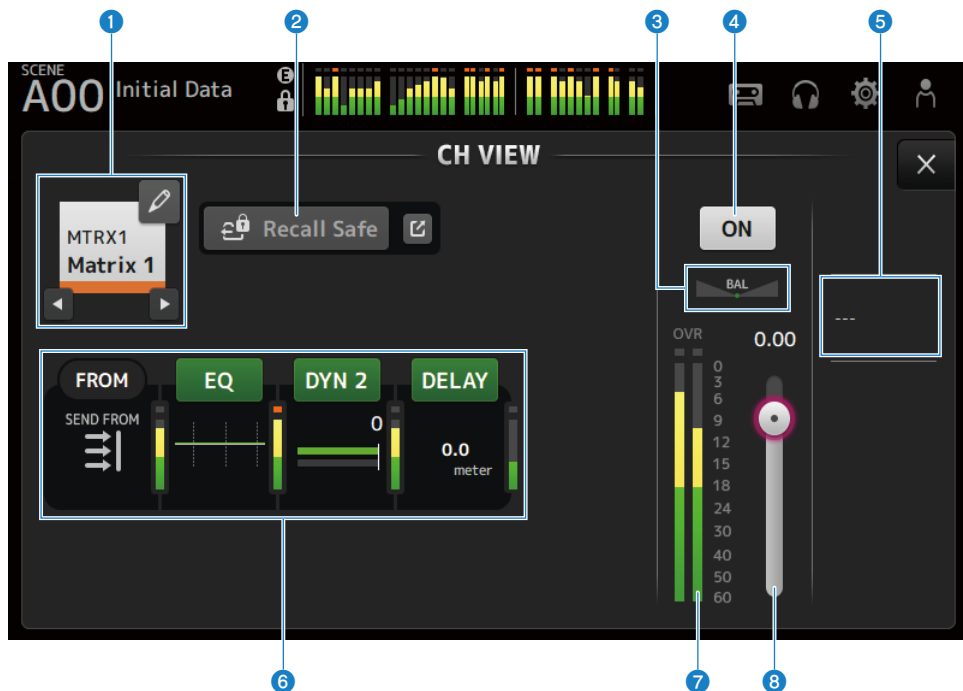 1
2
3
4
5
SCENE
A00 Initial Data
E
CH VIEW
MTRX1
Matrix 1
Recall Safe
ON
BAL
---
OVR
0.00
0
3
6
9
12
15
18
24
30
40
50
60
FROM
EQ
DYN 2
DELAY
SEND FROM
0
0.0
meter
6
7
8